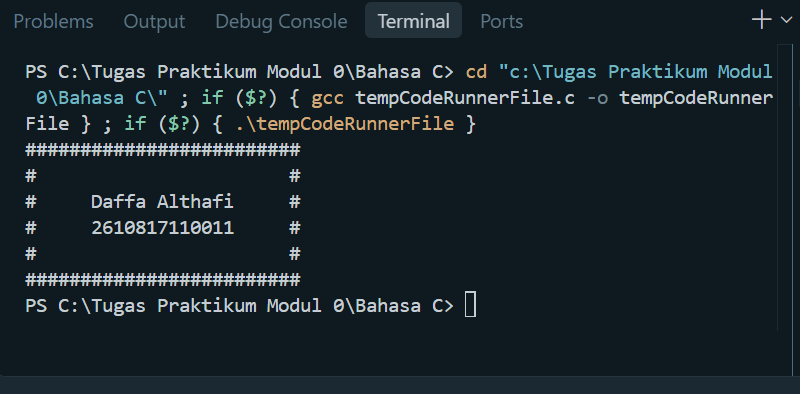 Problems Output Debug Console Terminal Ports
PS C:\Tugas Praktikum Modul 0\Bahasa C> cd "c:\Tugas Praktikum Modul
 0\Bahasa C\" ; if ($?) { gcc tempCodeRunnerFile.c -o tempCodeRunner
File } ; if ($?) { .\tempCodeRunnerFile }
#########################
#                       #
#     Daffa Althafi     #
#     2610817110011     #
#                       #
#########################
PS C:\Tugas Praktikum Modul 0\Bahasa C>